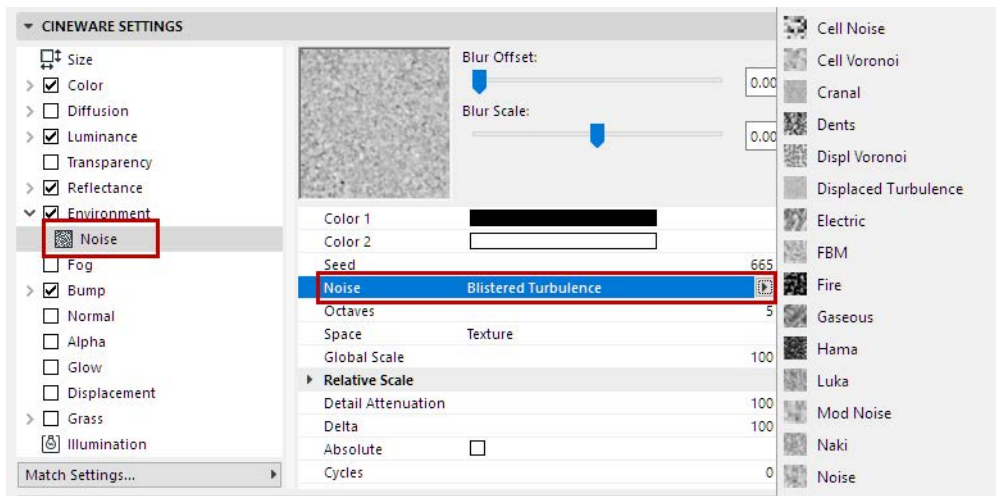 CINEWARE SETTINGS
Size
Color
Diffusion
Luminance
Transparency
Reflectance
Environment
Noise
Fog
Bump
Normal
Alpha
Glow
Displacement
Grass
Illumination
Match Settings...
Blur Offset:
0.00
Blur Scale:
0.00
Color 1
Color 2
Seed 665
Noise Blistered Turbulence
Octaves 5
Space Texture
Global Scale 100
Relative Scale
Detail Attenuation 100
Delta 100
Absolute
Cycles 0
Cell Noise
Cell Voronoi
Cranal
Dents
Displ Voronoi
Displaced Turbulence
Electric
FBM
Fire
Gaseous
Hama
Luka
Mod Noise
Naki
Noise